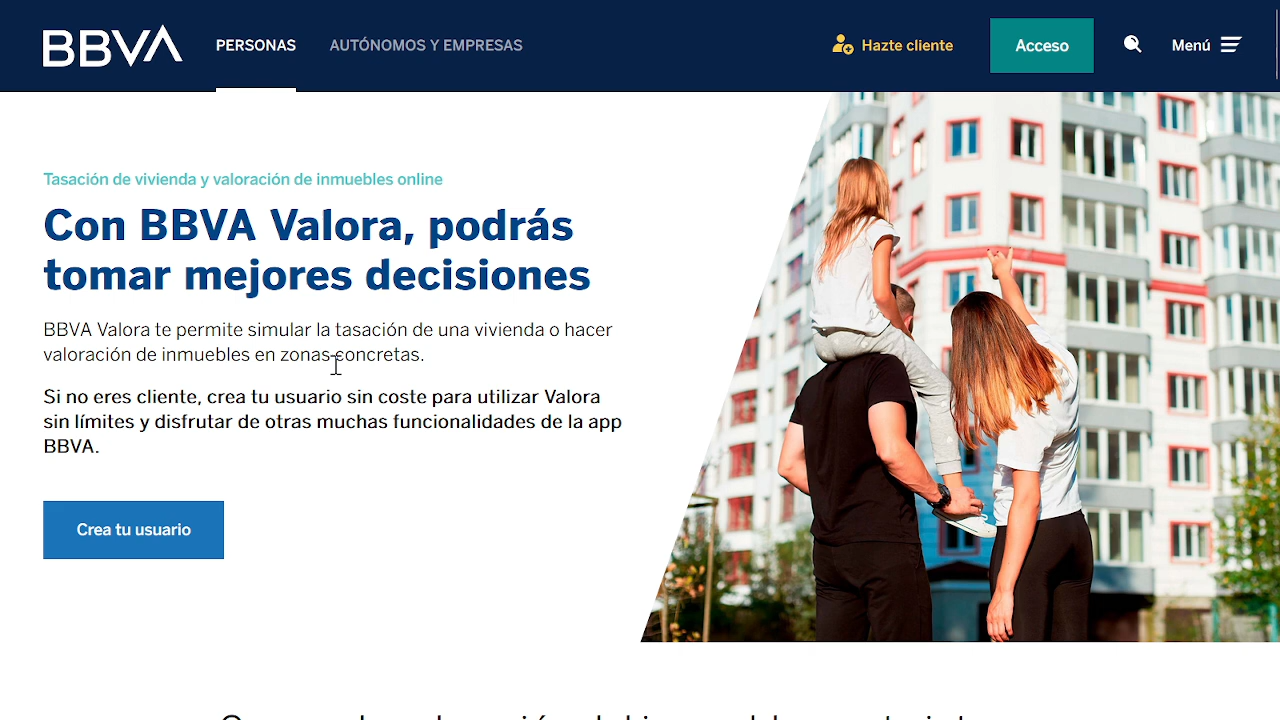 BBVA
PERSONAS
AUTÓNOMOS Y EMPRESAS
Hazte cliente
Acceso
Menú
Tasación de vivienda y valoración de inmuebles online
Con BBVA Valora, podrás
tomar mejores decisiones
BBVA Valora te permite simular la tasación de una vivienda o hacer
valoración de inmuebles en zonas concretas.
Si no eres cliente, crea tu usuario sin coste para utilizar Valora
sin límites y disfrutar de otras muchas funcionalidades de la app
BBVA.
Crea tu usuario